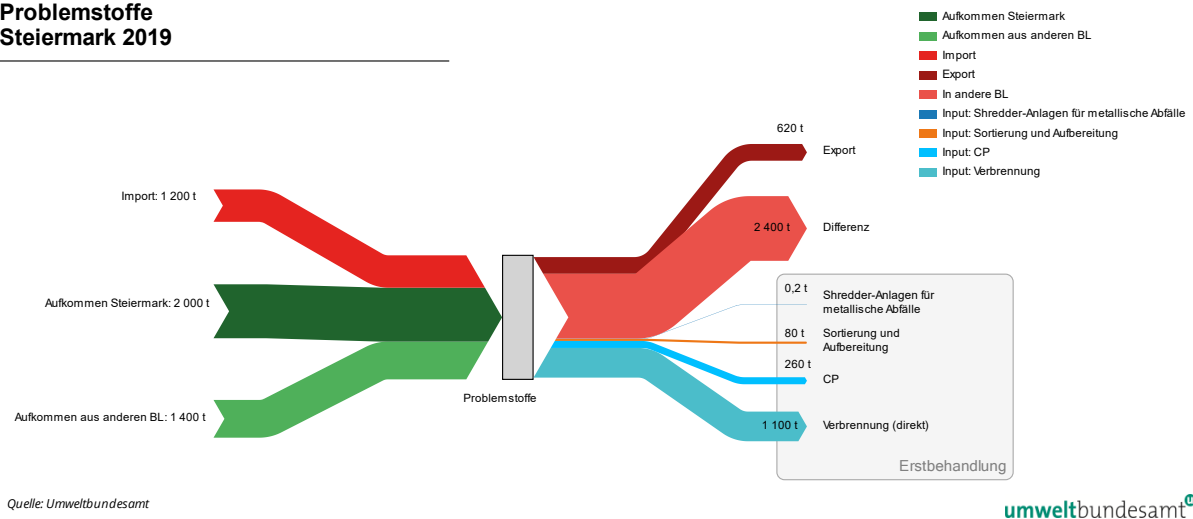 Problemstoffe
Steiermark 2019
Aufkommen Steiermark
Aufkommen aus anderen BL
Import
Export
In andere BL
Input: Shredder-Anlagen für metallische Abfälle
Input: Sortierung und Aufbereitung
Input: CP
Input: Verbrennung
Import: 1 200 t
Aufkommen Steiermark: 2 000 t
Aufkommen aus anderen BL: 1 400 t
Problemstoffe
620 t
Export
2 400 t
Differenz
0,2 t
Shredder-Anlagen für
metallische Abfälle
80 t
Sortierung und
Aufbereitung
260 t
CP
1 100 t
Verbrennung (direkt)
Erstbehandlung
Quelle: Umweltbundesamt
umweltbundesamt